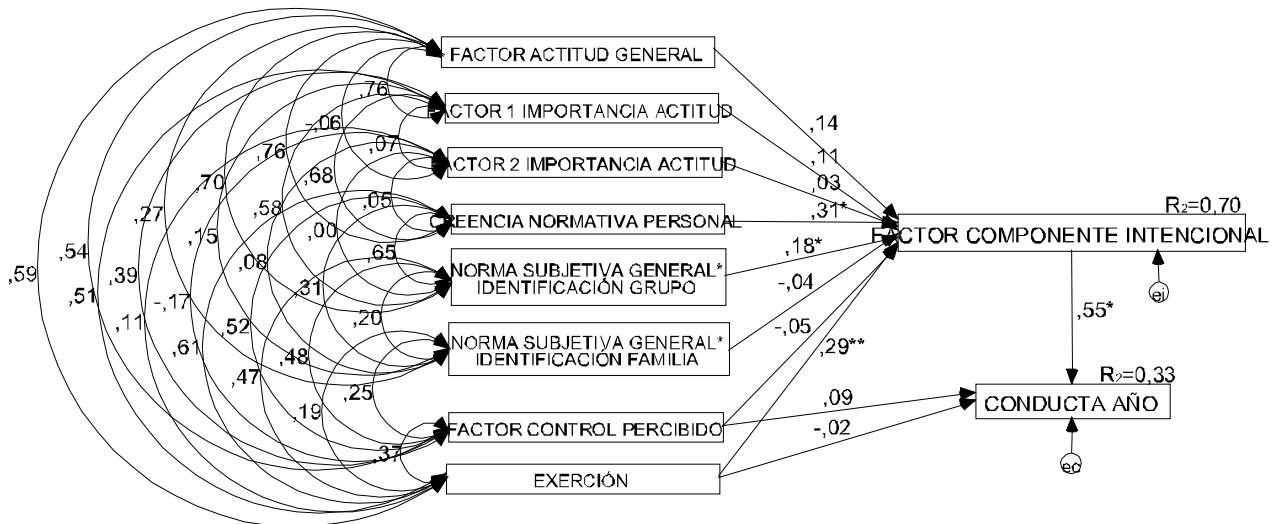 FACTOR ACTITUD GENERAL
,76
ACTOR 1 IMPORTANCIA ACTITUD
-,06
,07
,14
,76
,11
ACTOR 2 IMPORTANCIA ACTITUD
,68
,03
,70
,05
,31*
R2=0,70
,27
,58
CREENCIA NORMATIVA PERSONAL
,00
FACTOR COMPONENTE INTENCIONAL
,15
,65
,18*
,54
,08
NORMA SUBJETIVA GENERAL*
,59
,39
IDENTIFICACIÓN GRUPO
-,04
ei
,51
-,17
,31
,55*
,11
,52
,20
-,05
NORMA SUBJETIVA GENERAL*
,61
,48
IDENTIFICACIÓN FAMILIA
,29**
,47
,25
R2=0,33
,19
,09
CONDUCTA AÑO
FACTOR CONTROL PERCIBIDO
-,02
,37
ec
EXERCIÓN